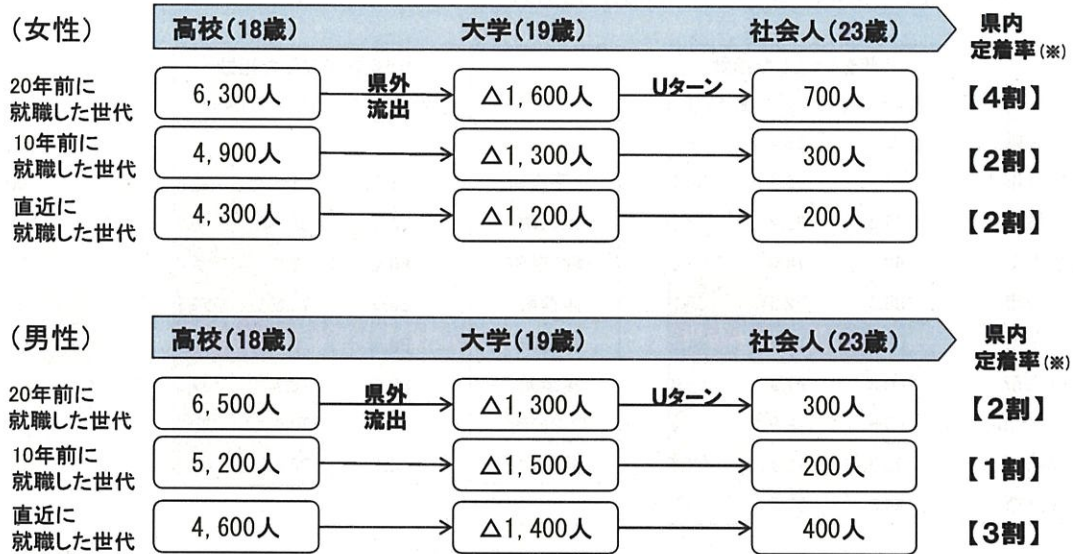 (女性)
高校(18歳) 大学(19歳) 社会人(23歳)
県内
定着率(※)
20年前に
就職した世代
6,300人
県外
流出
△1,600人
Uターン
700人
【4割】
10年前に
就職した世代
4,900人
△1,300人
300人
【2割】
直近に
就職した世代
4,300人
△1,200人
200人
【2割】
(男性)
高校(18歳) 大学(19歳) 社会人(23歳)
県内
定着率(※)
20年前に
就職した世代
6,500人
県外
流出
△1,300人
Uターン
300人
【2割】
10年前に
就職した世代
5,200人
△1,500人
200人
【1割】
直近に
就職した世代
4,600人
△1,400人
400人
【3割】